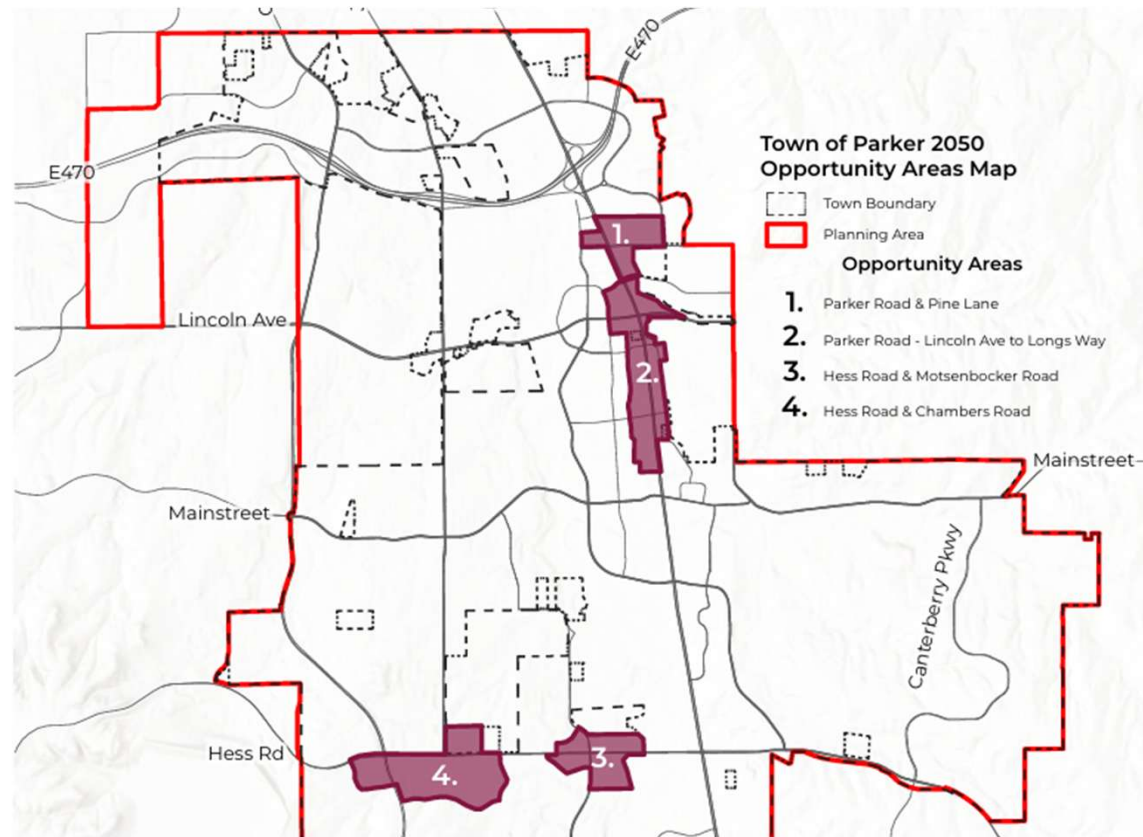 E470
Town of Parker 2050
Opportunity Areas Map
E470
Town Boundary
Planning Area
1.
Opportunity Areas
1. Parker Road & Pine Lane
Lincoln Ave
2. Parker Road - Lincoln Ave to Longs Way
2.
3. Hess Road & Motsenbocker Road
4. Hess Road & Chambers Road
Mainstreet
Mainstreet
Canterberry Pkwy
Hess Rd
3.
4.